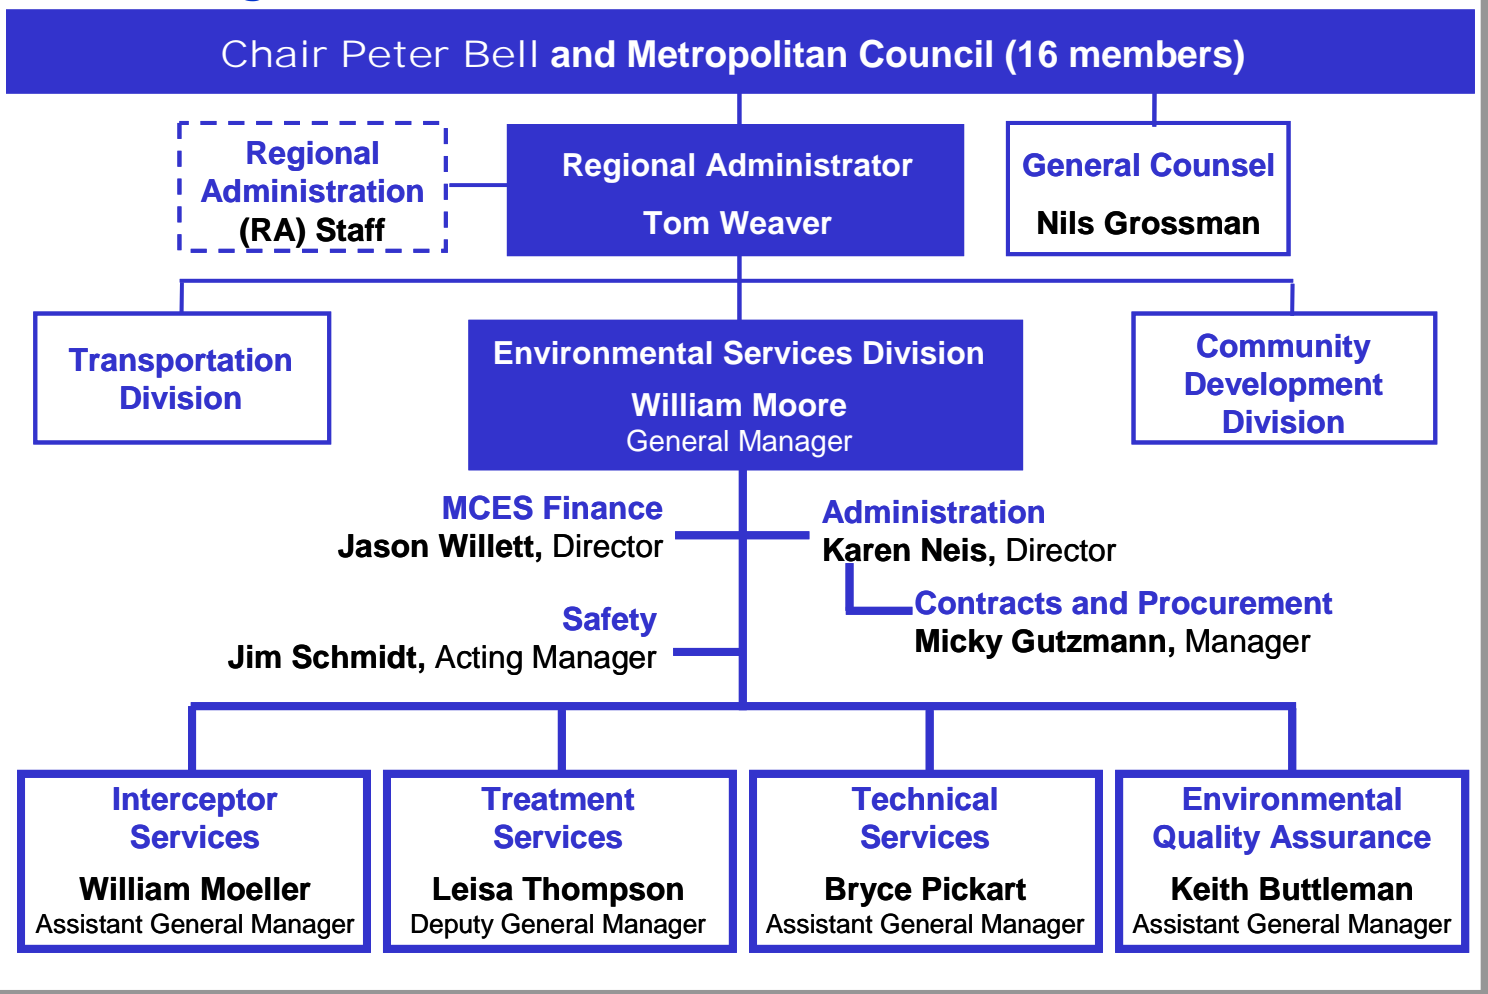 Chair Peter Bell and Metropolitan Council (16 members)
Regional
Administration
(RA) Staff
Regional Administrator
Tom Weaver
General Counsel
Nils Grossman
Transportation
Division
Environmental Services Division
William Moore
General Manager
Community
Development
Division
MCES Finance
Jason Willett, Director
Administration
Karen Neis, Director
Contracts and Procurement
Micky Gutzmann, Manager
Safety
Jim Schmidt, Acting Manager
Interceptor
Services
William Moeller
Assistant General Manager
Treatment
Services
Leisa Thompson
Deputy General Manager
Technical
Services
Bryce Pickart
Assistant General Manager
Environmental
Quality Assurance
Keith Buttleman
Assistant General Manager